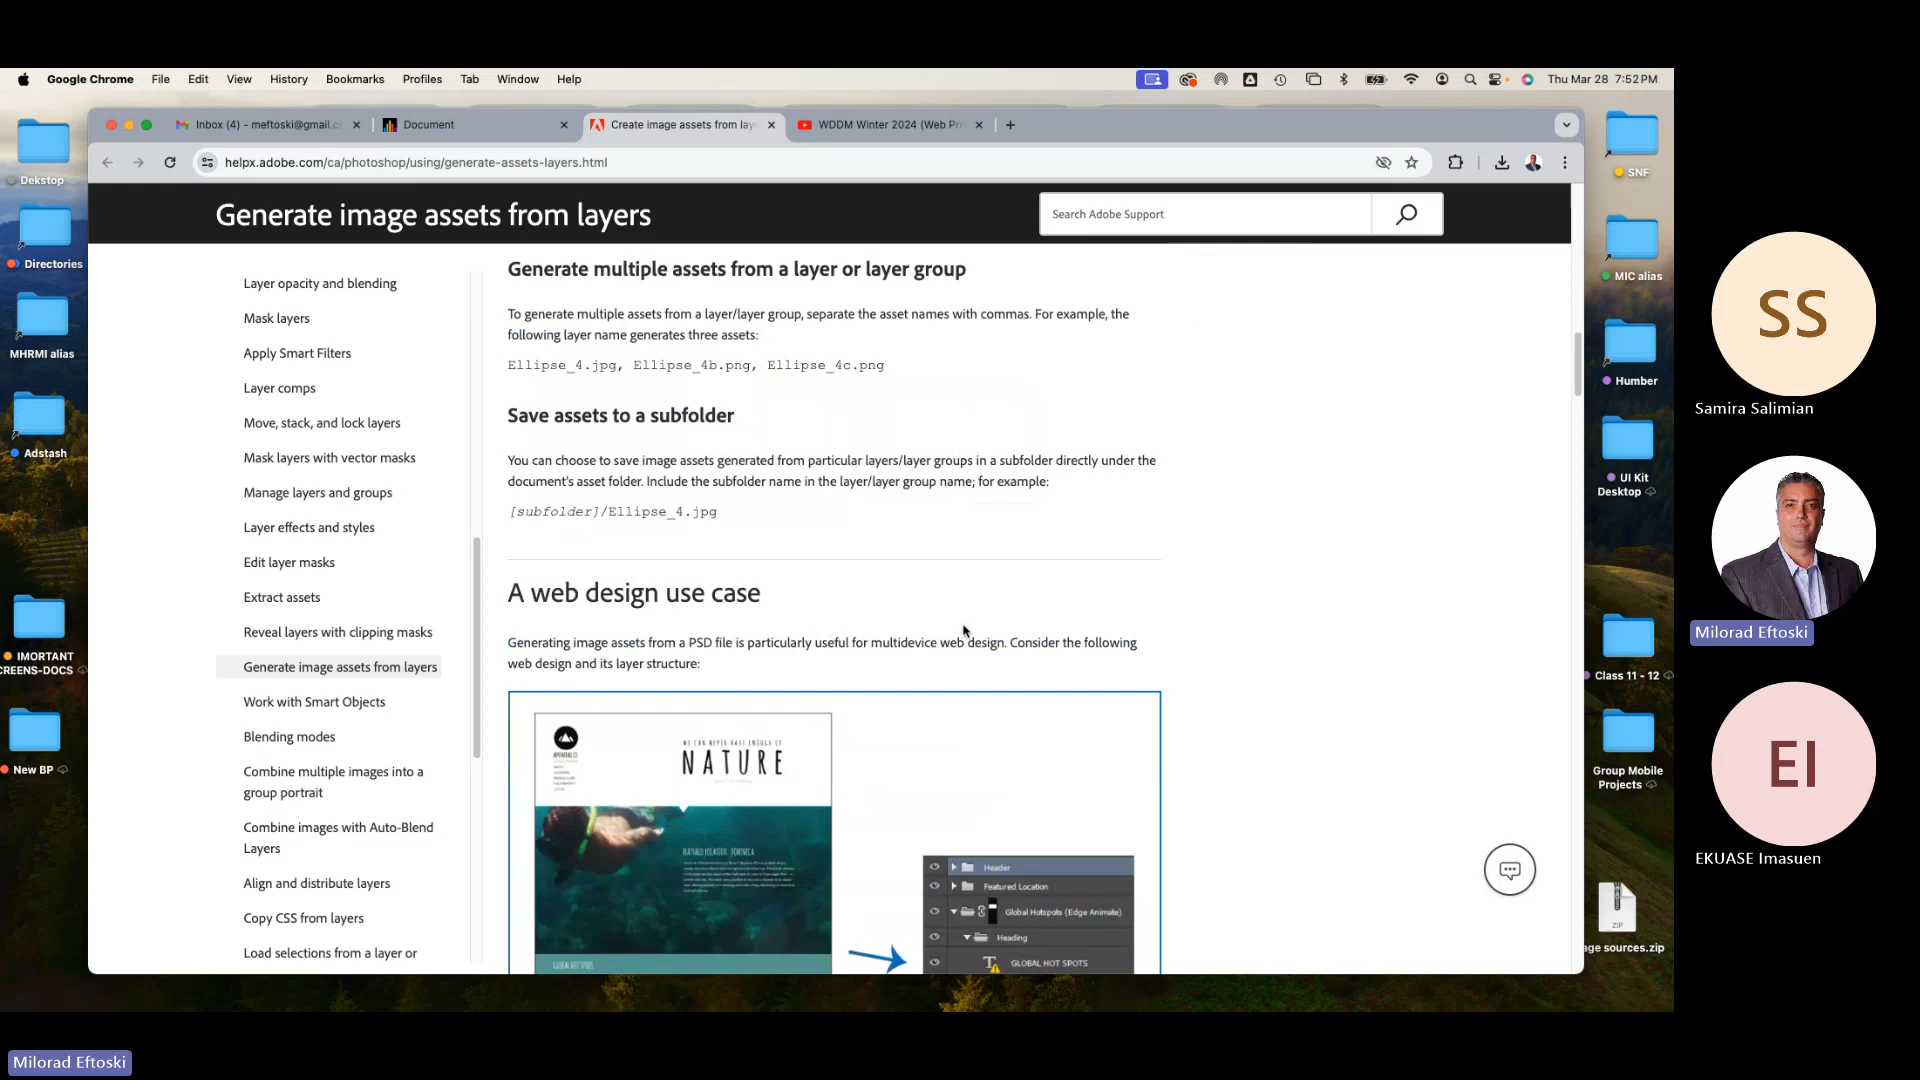 Google Chrome File Edit View History Bookmarks Profiles Tab Window Help
Thu Mar 28 7:52 PM
Inbox (4) - meftoski@gmail.c
Document
Create image assets from lay
WDDM Winter 2024 (Web Pr
helpx.adobe.com/ca/photoshop/using/generate-assets-layers.html
Generate image assets from layers
Search Adobe Support
Layer opacity and blending
Mask layers
Apply Smart Filters
Layer comps
Move, stack, and lock layers
Mask layers with vector masks
Manage layers and groups
Layer effects and styles
Edit layer masks
Extract assets
Reveal layers with clipping masks
Generate image assets from layers
Work with Smart Objects
Blending modes
Combine multiple images into a
group portrait
Combine images with Auto-Blend
Layers
Align and distribute layers
Copy CSS from layers
Load selections from a layer or
Generate multiple assets from a layer or layer group
To generate multiple assets from a layer/layer group, separate the asset names with commas. For example, the
following layer name generates three assets:
Ellipse_4.jpg, Ellipse_4b.png, Ellipse_4c.png
Save assets to a subfolder
You can choose to save image assets generated from particular layers/layer groups in a subfolder directly under the
document's asset folder. Include the subfolder name in the layer/layer group name; for example:
[subfolder]/Ellipse_4.jpg
A web design use case
Generating image assets from a PSD file is particularly useful for multidevice web design. Consider the following
web design and its layer structure:
WE CAN NEVER HAVE ENOUGH OF
NATURE
FEATURED LOCATION: DOMINICA
GLOBAL HOT SPOTS
Header
Featured Location
Global Hotspots (Edge Animate)
Heading
GLOBAL HOT SPOTS
Dekstop
Directories
MHRMI alias
Adstash
IMORTANT
CREENS-DOCS
New BP
SNF
MIC alias
Humber
UI Kit
Desktop
Class 11 - 12
Group Mobile
Projects
ZIP
age sources.zip
SS
Samira Salimian
Milorad Eftoski
EI
EKUASE Imasuen
Milorad Eftoski